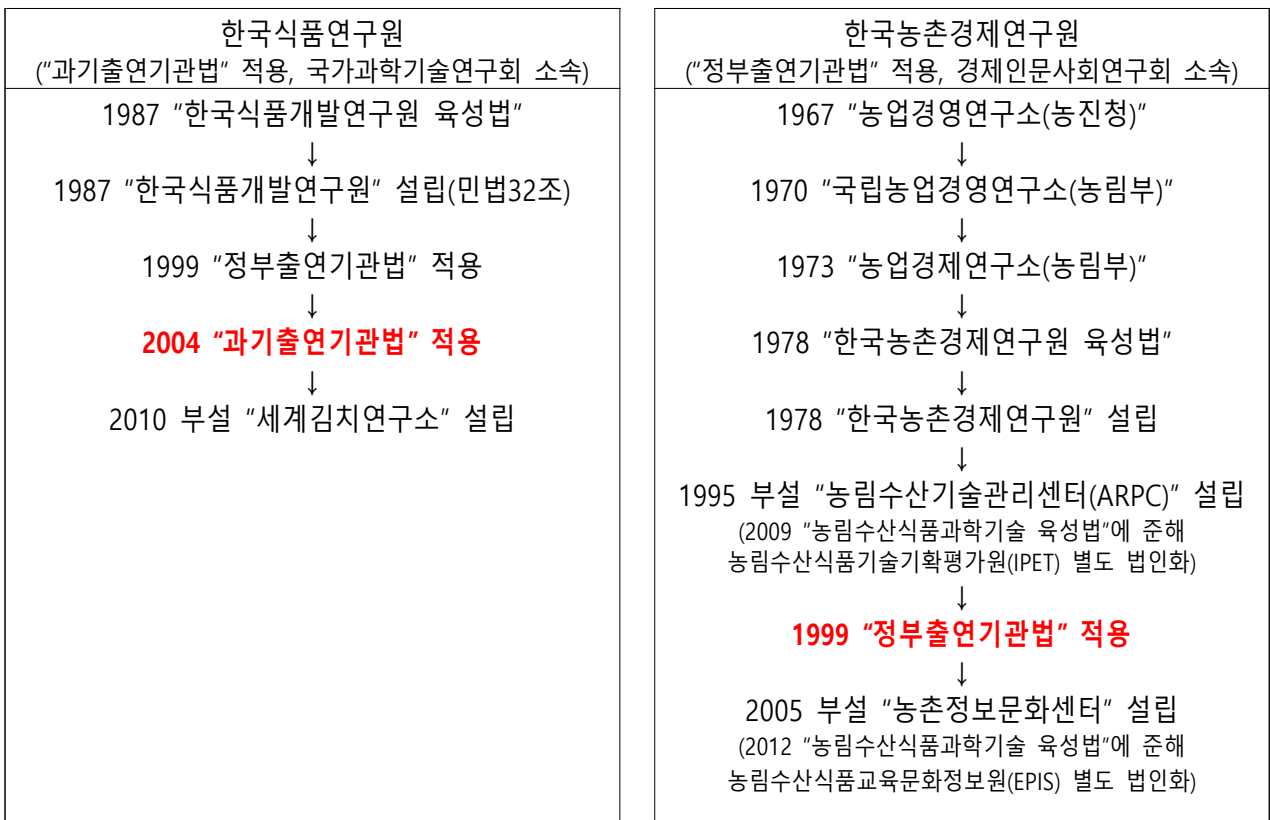 한국식품연구원
("과기출연기관법" 적용, 국가과학기술연구회 소속)
1987 "한국식품개발연구원 육성법"
↓
1987 "한국식품개발연구원" 설립(민법32조)
↓
1999 "정부출연기관법" 적용
↓
2004 "과기출연기관법" 적용
↓
2010 부설 "세계김치연구소" 설립
한국농촌경제연구원
("정부출연기관법" 적용, 경제인문사회연구회 소속)
1967 "농업경영연구소(농진청)"
↓
1970 "국립농업경영연구소(농림부)"
↓
1973 "농업경제연구소(농림부)"
↓
1978 "한국농촌경제연구원 육성법"
↓
1978 "한국농촌경제연구원" 설립
↓
1995 부설 "농림수산기술관리센터(ARPC)" 설립
(2009 "농림수산식품과학기술 육성법"에 준해
농림수산식품기술기획평가원(IPET) 별도 법인화)
↓
1999 "정부출연기관법" 적용
↓
2005 부설 "농촌정보문화센터" 설립
(2012 "농림수산식품과학기술 육성법"에 준해
농림수산식품교육문화정보원(EPIS) 별도 법인화)